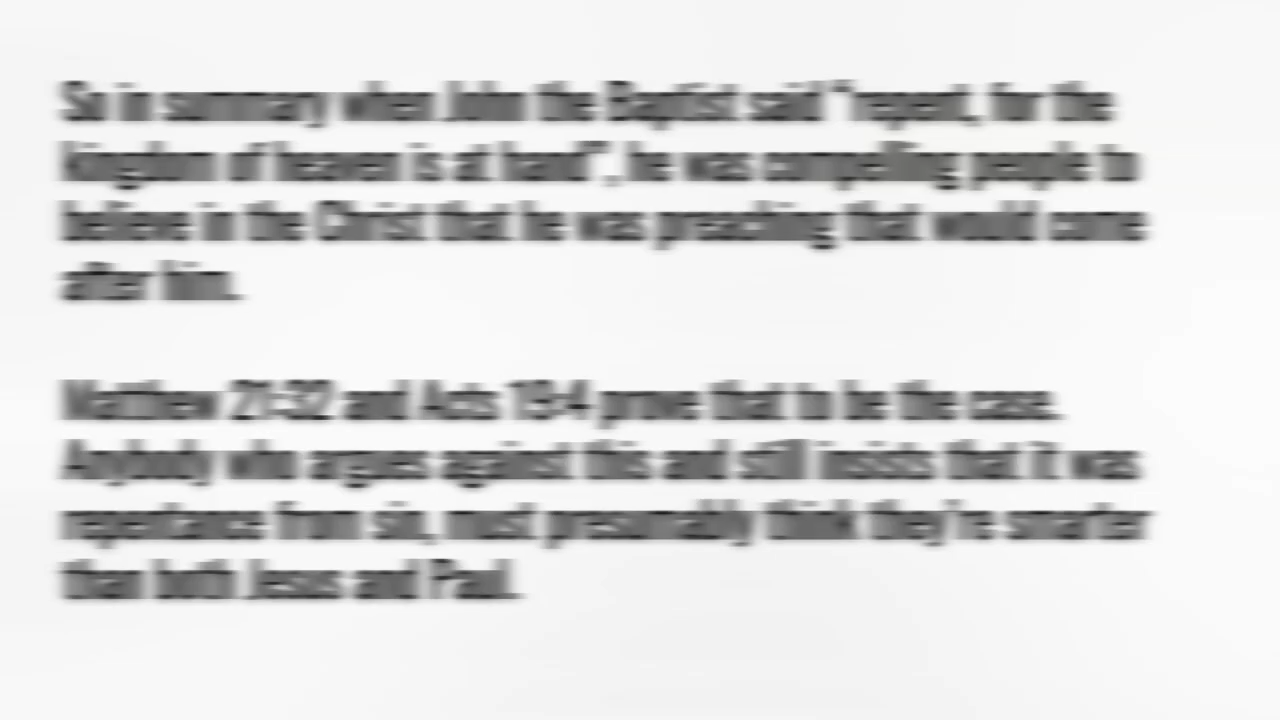 So in summary when John the Baptist said "repent, for the
kingdom of heaven is at hand", he was compelling people to
believe in the Christ that he was preaching that would come
after him.
Matthew 21:32 and Acts 19:4 prove that to be the case.
Anybody who argues against this and still insists that it was
repentance from sin, must presumably think they're smarter
than both Jesus and Paul.